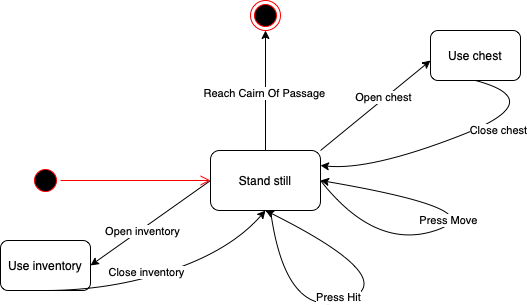 Use chest
Reach Cairn Of Passage
Open chest
Close chest
Stand still
Press Move
Open inventory
Use inventory
Close inventory
Press Hit